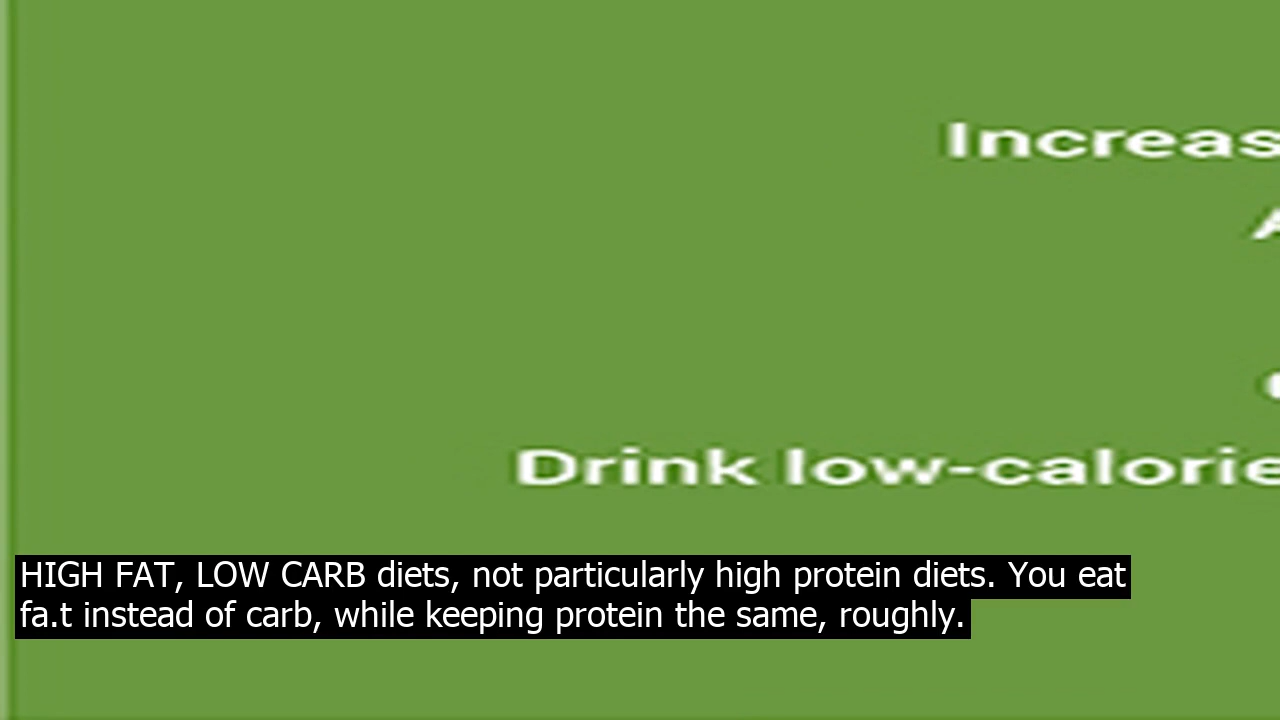 Increas
A
Drink low-calorie
HIGH FAT, LOW CARB diets, not particularly high protein diets. You eat
fa.t instead of carb, while keeping protein the same, roughly.